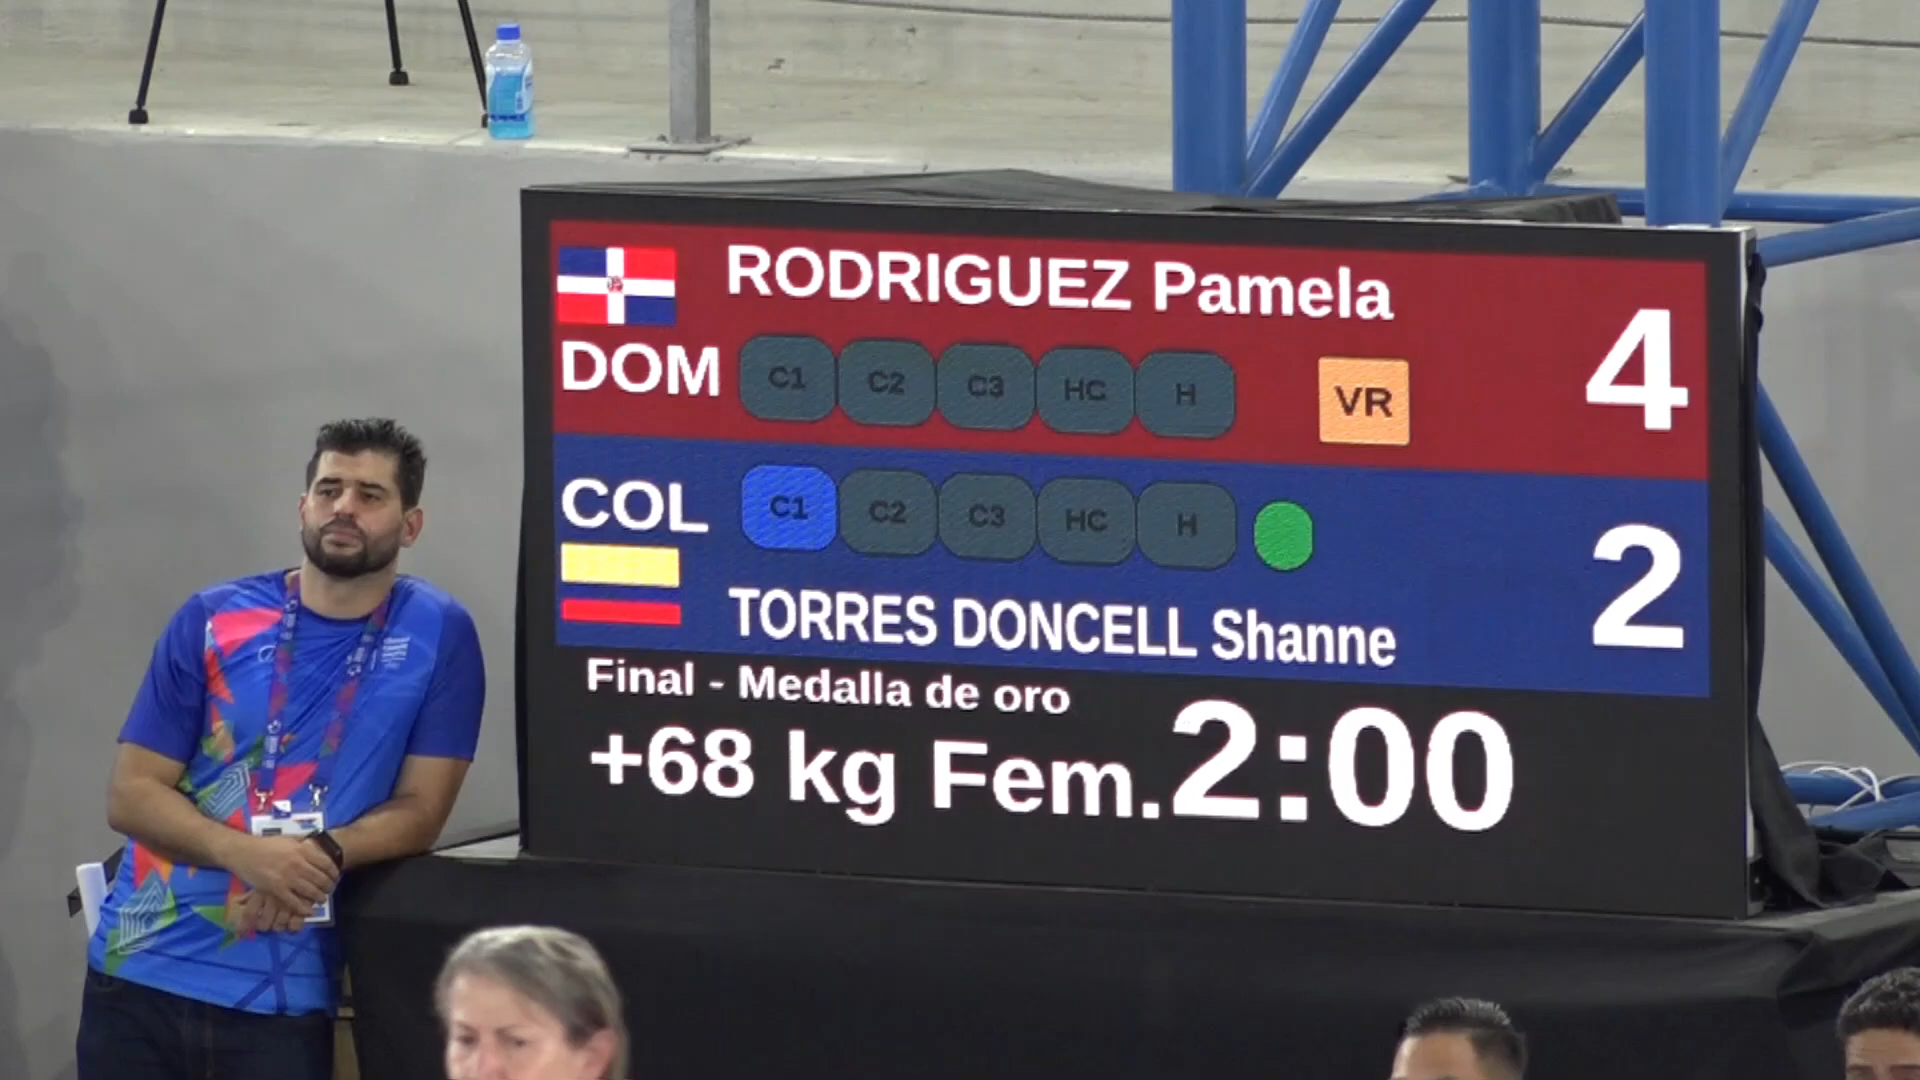 RODRIGUEZ Pamela
DOM C1 C2 C3 HC H VR 4
COL C1 C2 C3 HC H 2
TORRES DONCELL Shanne
Final - Medalla de oro
+68 kg Fem. 2:00